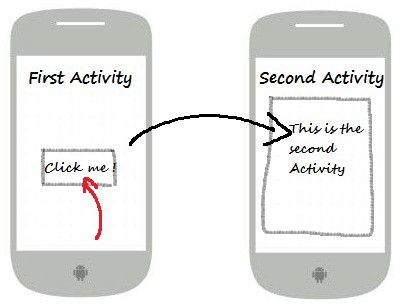 First Activity
Click me !
Second Activity
This is the
second
Activity